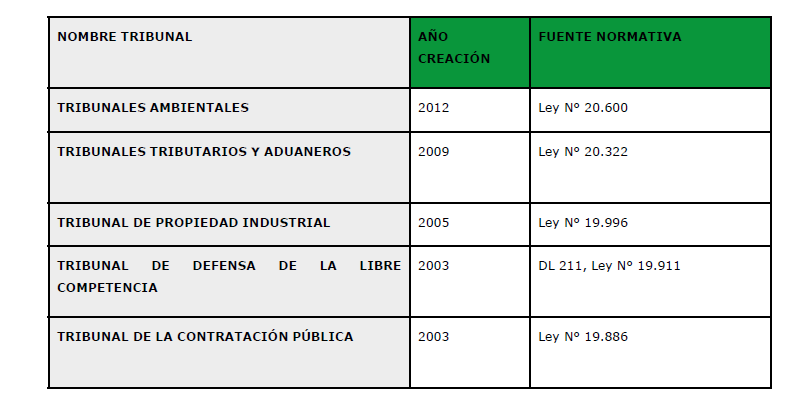 NOMBRE TRIBUNAL
AÑO
CREACIÓN
FUENTE NORMATIVA
TRIBUNALES AMBIENTALES
2012
Ley Nº 20.600
TRIBUNALES TRIBUTARIOS Y ADUANEROS
2009
Ley Nº 20.322
TRIBUNAL DE PROPIEDAD INDUSTRIAL
2005
Ley Nº 19.996
TRIBUNAL DE DEFENSA DE LA LIBRE
COMPETENCIA
2003
DL 211, Ley Nº 19.911
TRIBUNAL DE LA CONTRATACIÓN PÚBLICA
2003
Ley Nº 19.886